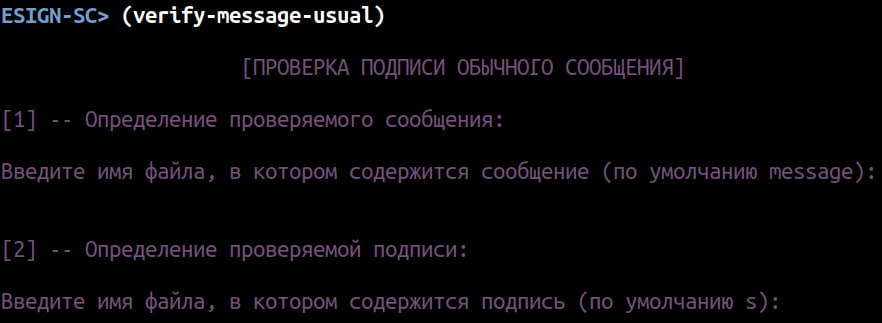 ESIGN-SC> (verify-message-usual)
[ПРОВЕРКА ПОДПИСИ ОБЫЧНОГО СООБЩЕНИЯ]
[1] -- Определение проверяемого сообщения:
Введите имя файла, в котором содержится сообщение (по умолчанию message):
[2] -- Определение проверяемой подписи:
Введите имя файла, в котором содержится подпись (по умолчанию s):